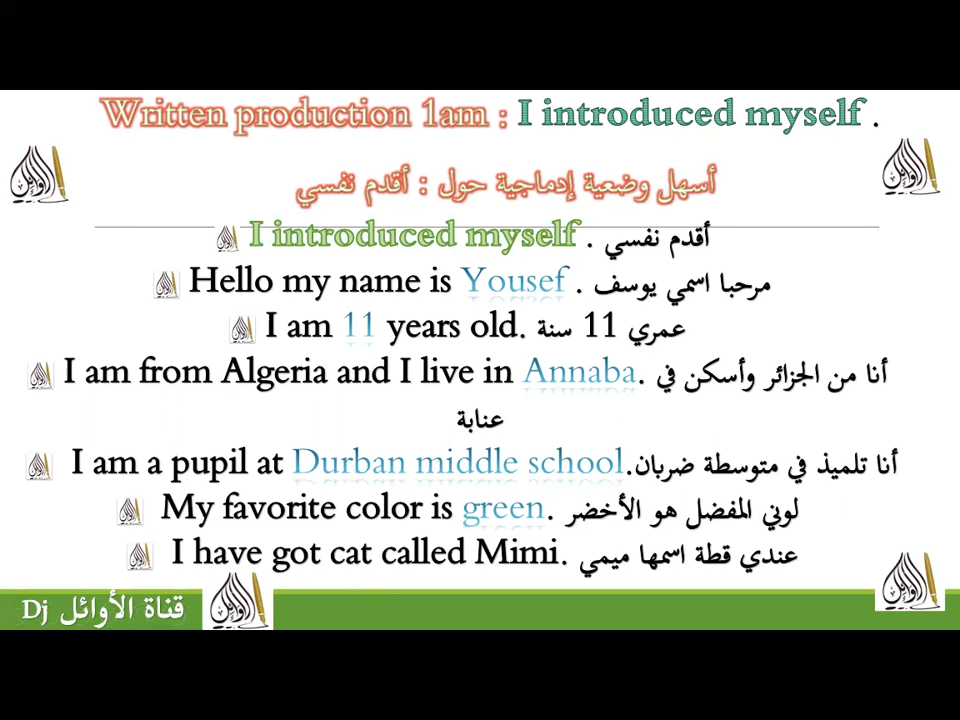 Written production 1am : I introduced myself .
أسهل وضعية إدماجية حول : أقدم نفسي
I introduced myself . أقدم نفسي
Hello my name is Yousef . مرحبا اسمي يوسف
I am 11 years old. عمري 11 سنة
I am from Algeria and I live in Annaba. أنا من الجزائر وأسكن في
عنابة
I am a pupil at Durban middle school. أنا تلميذ في متوسطة ضربان
My favorite color is green. لوني المفضل هو الأخضر
I have got cat called Mimi. عندي قطة اسمها ميمي
قناة الأوائل Dj
الأوائل